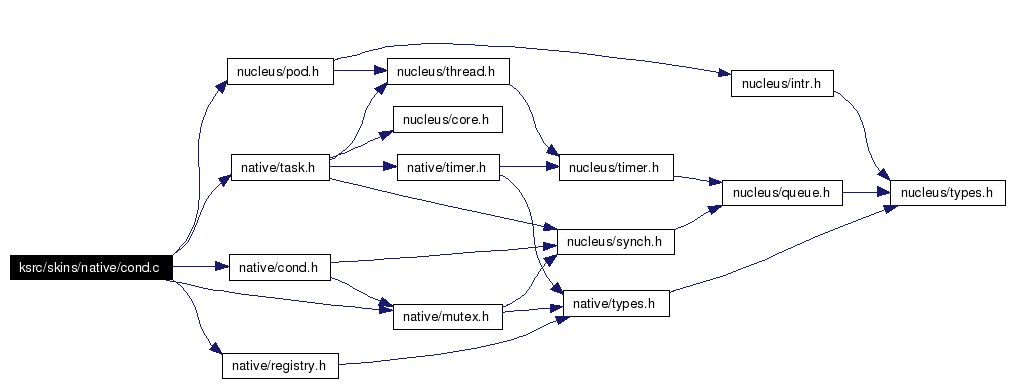 nucleus/pod.h
nucleus/thread.h
nucleus/intr.h
nucleus/core.h
native/task.h
native/timer.h
nucleus/timer.h
nucleus/queue.h
nucleus/types.h
nucleus/synch.h
ksrc/skins/native/cond.c
native/cond.h
native/types.h
native/mutex.h
native/registry.h